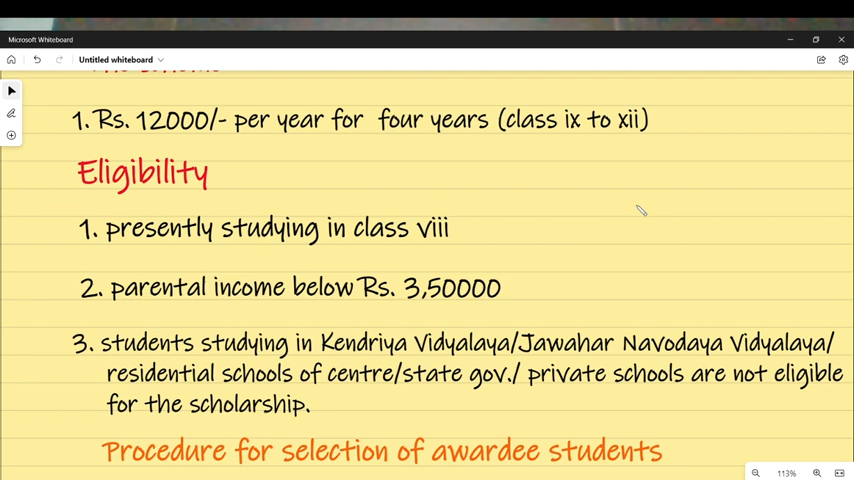 Microsoft Whiteboard
Untitled whiteboard
1. Rs. 12000/- per year for four years (class ix to xii)
Eligibility
1. presently studying in class viii
2. parental income below Rs. 3,50000
3. students studying in Kendriya Vidyalaya/Jawahar Navodaya Vidyalaya/
residential schools of centre/state gov./ private schools are not eligible
for the scholarship.
Procedure for selection of awardee students
113%